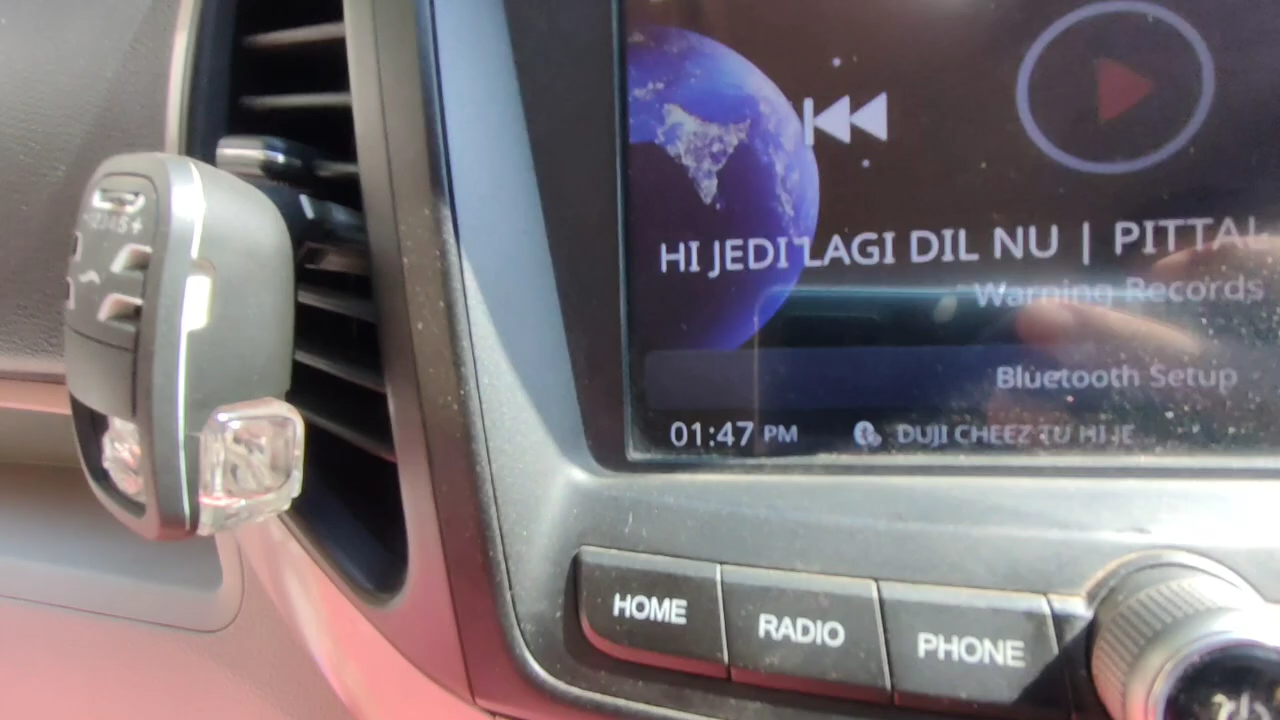 HI JEDI LAGI DIL NU | PITTAL
Warning Records
Bluetooth Setup
01:47 PM DUJI CHEEZ TU HI JE
HOME RADIO PHONE